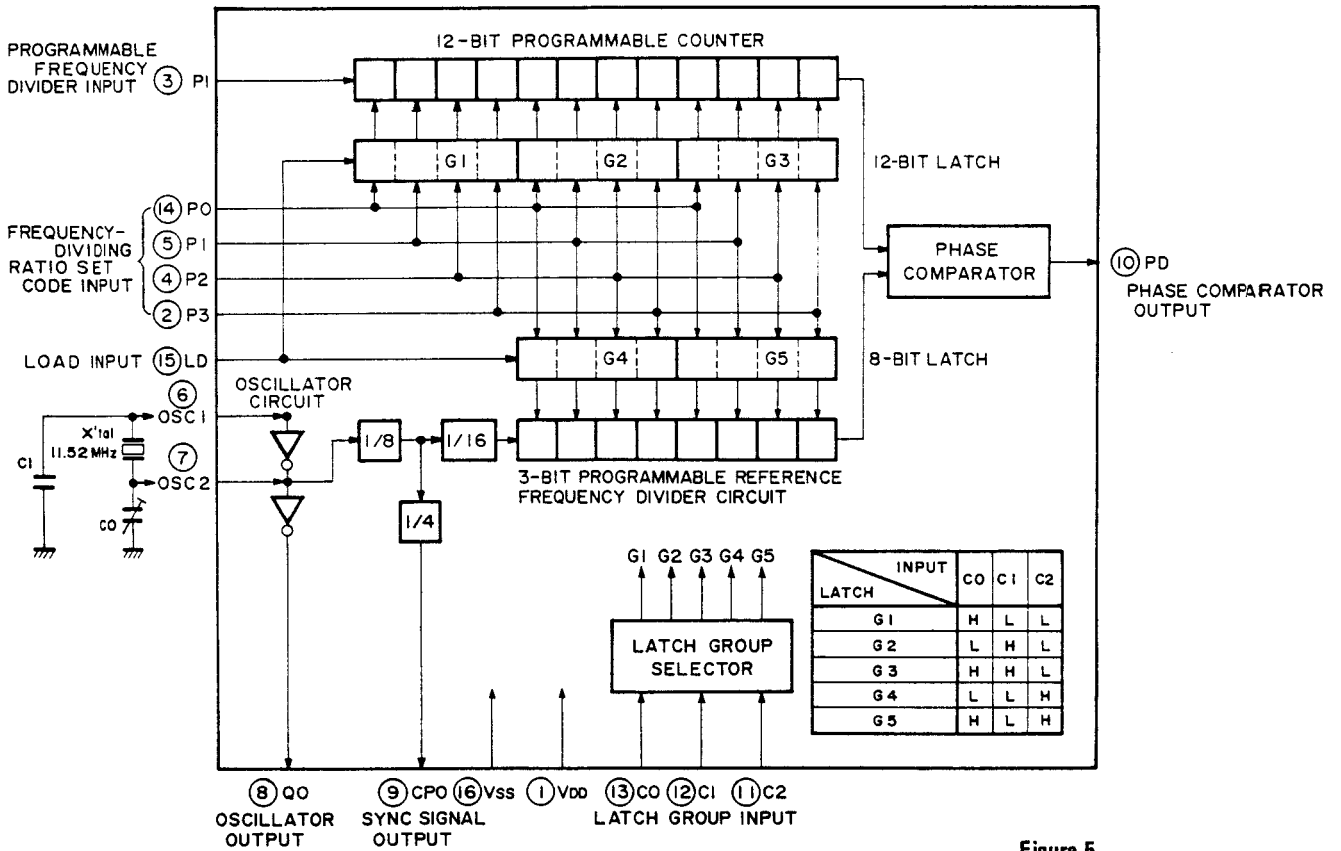 12-BIT PROGRAMMABLE COUNTER
PROGRAMMABLE
FREQUENCY
DIVIDER INPUT
3 PI
G1
G2
G3
12-BIT LATCH
FREQUENCY-
DIVIDING
RATIO SET
CODE INPUT
14 P0
5 P1
4 P2
2 P3
PHASE
COMPARATOR
10 PD
PHASE COMPARATOR
OUTPUT
LOAD INPUT 15 LD
G4
G5
8-BIT LATCH
6
OSC1
OSCILLATOR
CIRCUIT
X'tal
11.52 MHz
C1
7
OSC2
C0
1/8
1/16
1/4
3-BIT PROGRAMMABLE REFERENCE
FREQUENCY DIVIDER CIRCUIT
G1 G2 G3 G4 G5
LATCH GROUP
SELECTOR
INPUT
LATCH
C0 C1 C2
G1 H L L
G2 L H L
G3 H H L
G4 L L H
G5 H L H
8 QO
OSCILLATOR
OUTPUT
9 CPO
SYNC SIGNAL
OUTPUT
16 VSS
1 VDD
13 C0 12 C1 11 C2
LATCH GROUP INPUT
Figure 5